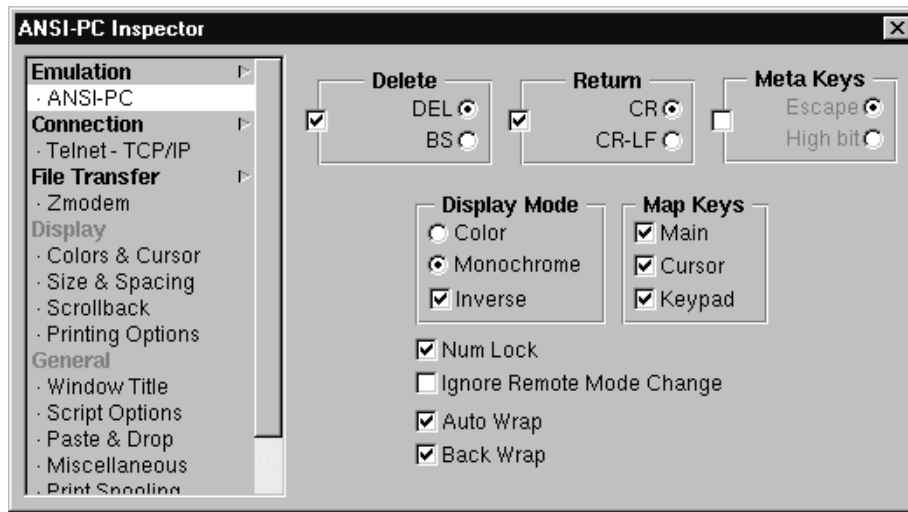 ANSI-PC Inspector
Emulation
· ANSI-PC
Connection
· Telnet - TCP/IP
File Transfer
· Zmodem
Display
· Colors & Cursor
· Size & Spacing
· Scrollback
· Printing Options
General
· Window Title
· Script Options
· Paste & Drop
· Miscellaneous
· Print Spooling
Delete
DEL
BS
Return
CR
CR-LF
Meta Keys
Escape
High bit
Display Mode
Color
Monochrome
Inverse
Map Keys
Main
Cursor
Keypad
Num Lock
Ignore Remote Mode Change
Auto Wrap
Back Wrap